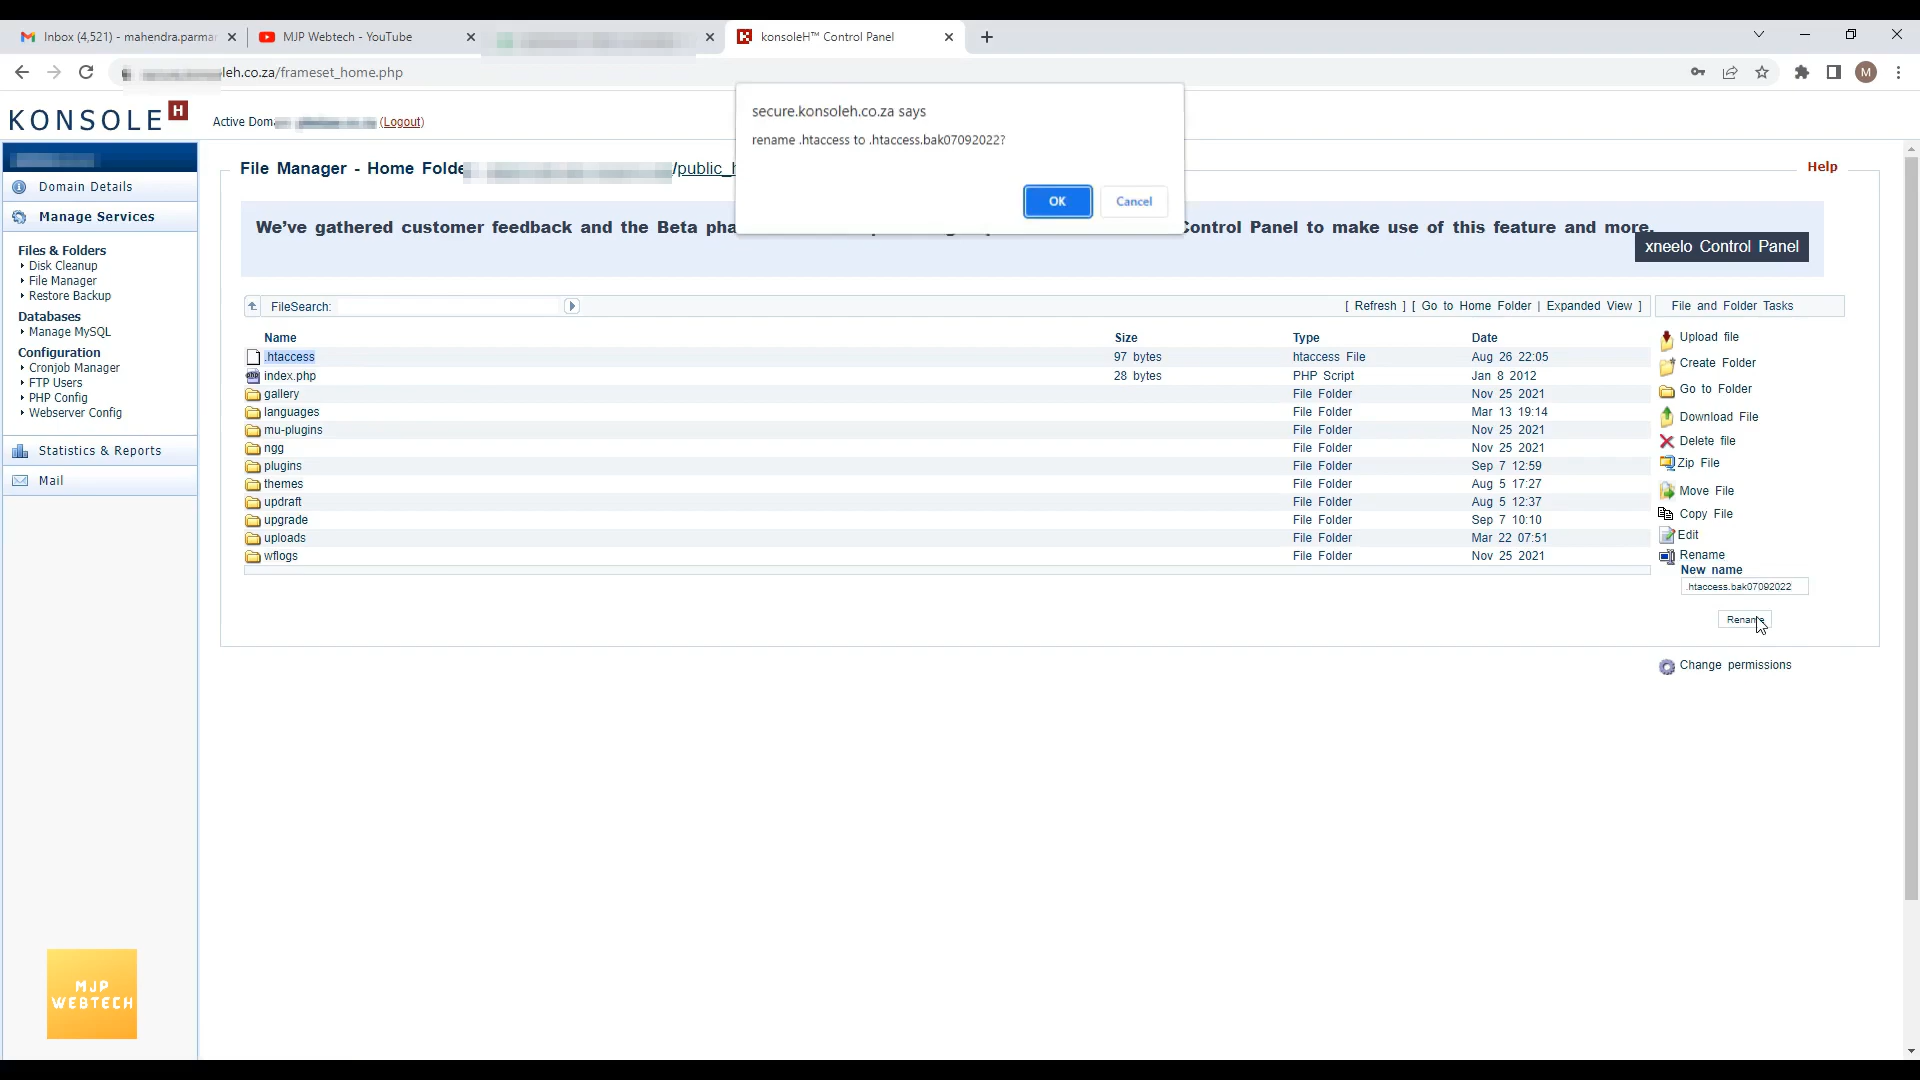 Inbox (4,521) - mahendra.parmar
MJP Webtech - YouTube
konsoleH™ Control Panel
leh.co.za/frameset_home.php
M
secure.konsoleh.co.za says
rename .htaccess to .htaccess.bak07092022?
OK
Cancel
KONSOLE H
Active Dom
(Logout)
Domain Details
Manage Services
Files & Folders
Disk Cleanup
File Manager
Restore Backup
Databases
Manage MySQL
Configuration
Cronjob Manager
FTP Users
PHP Config
Webserver Config
Statistics & Reports
Mail
File Manager - Home Folde
/public_
Help
We've gathered customer feedback and the Beta pha
Control Panel to make use of this feature and more.
xneelo Control Panel
FileSearch:
[ Refresh ] [ Go to Home Folder | Expanded View ]
Name Size Type Date
.htaccess 97 bytes htaccess File Aug 26 22:05
index.php 28 bytes PHP Script Jan 8 2012
gallery File Folder Nov 25 2021
languages File Folder Mar 13 19:14
mu-plugins File Folder Nov 25 2021
ngg File Folder Nov 25 2021
plugins File Folder Sep 7 12:59
themes File Folder Aug 5 17:27
updraft File Folder Aug 5 12:37
upgrade File Folder Sep 7 10:10
uploads File Folder Mar 22 07:51
wflogs File Folder Nov 25 2021
File and Folder Tasks
Upload file
Create Folder
Go to Folder
Download File
Delete file
Zip File
Move File
Copy File
Edit
Rename
New name
.htaccess.bak07092022
Rename
Change permissions
MJP
WEBTECH